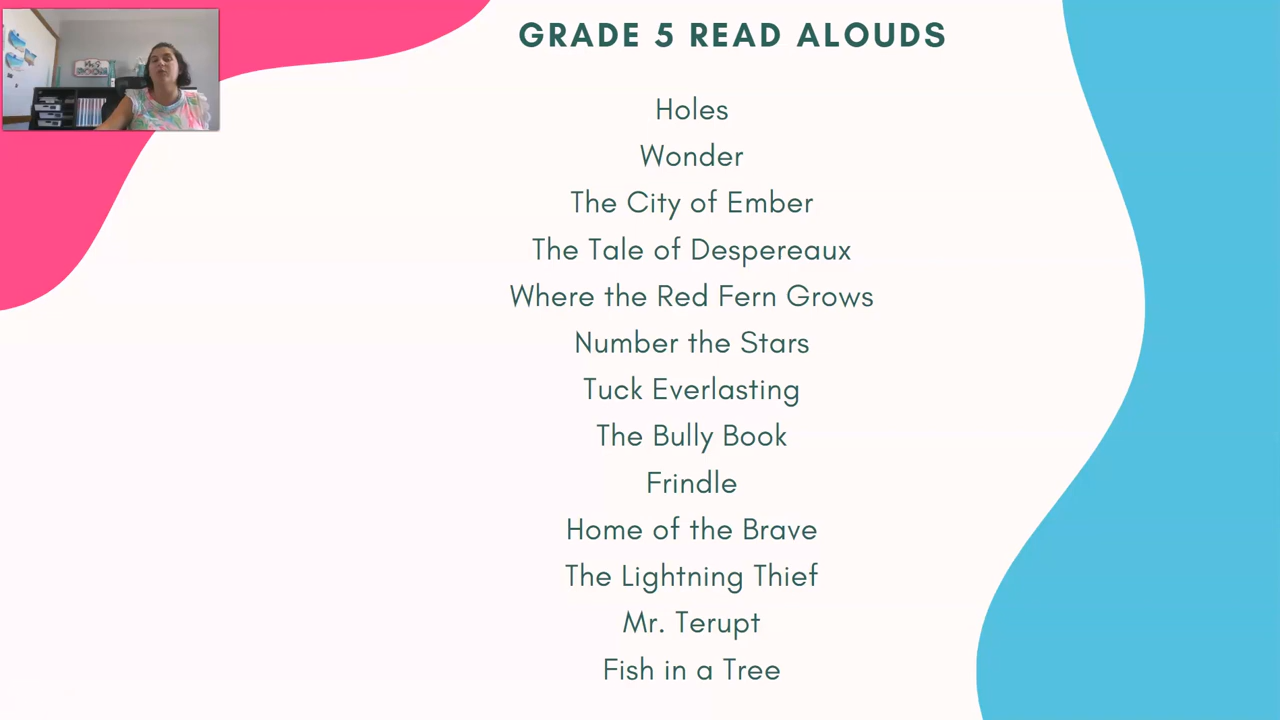 GRADE 5 READ ALOUDS
Holes
Wonder
The City of Ember
The Tale of Despereaux
Where the Red Fern Grows
Number the Stars
Tuck Everlasting
The Bully Book
Frindle
Home of the Brave
The Lightning Thief
Mr. Terupt
Fish in a Tree